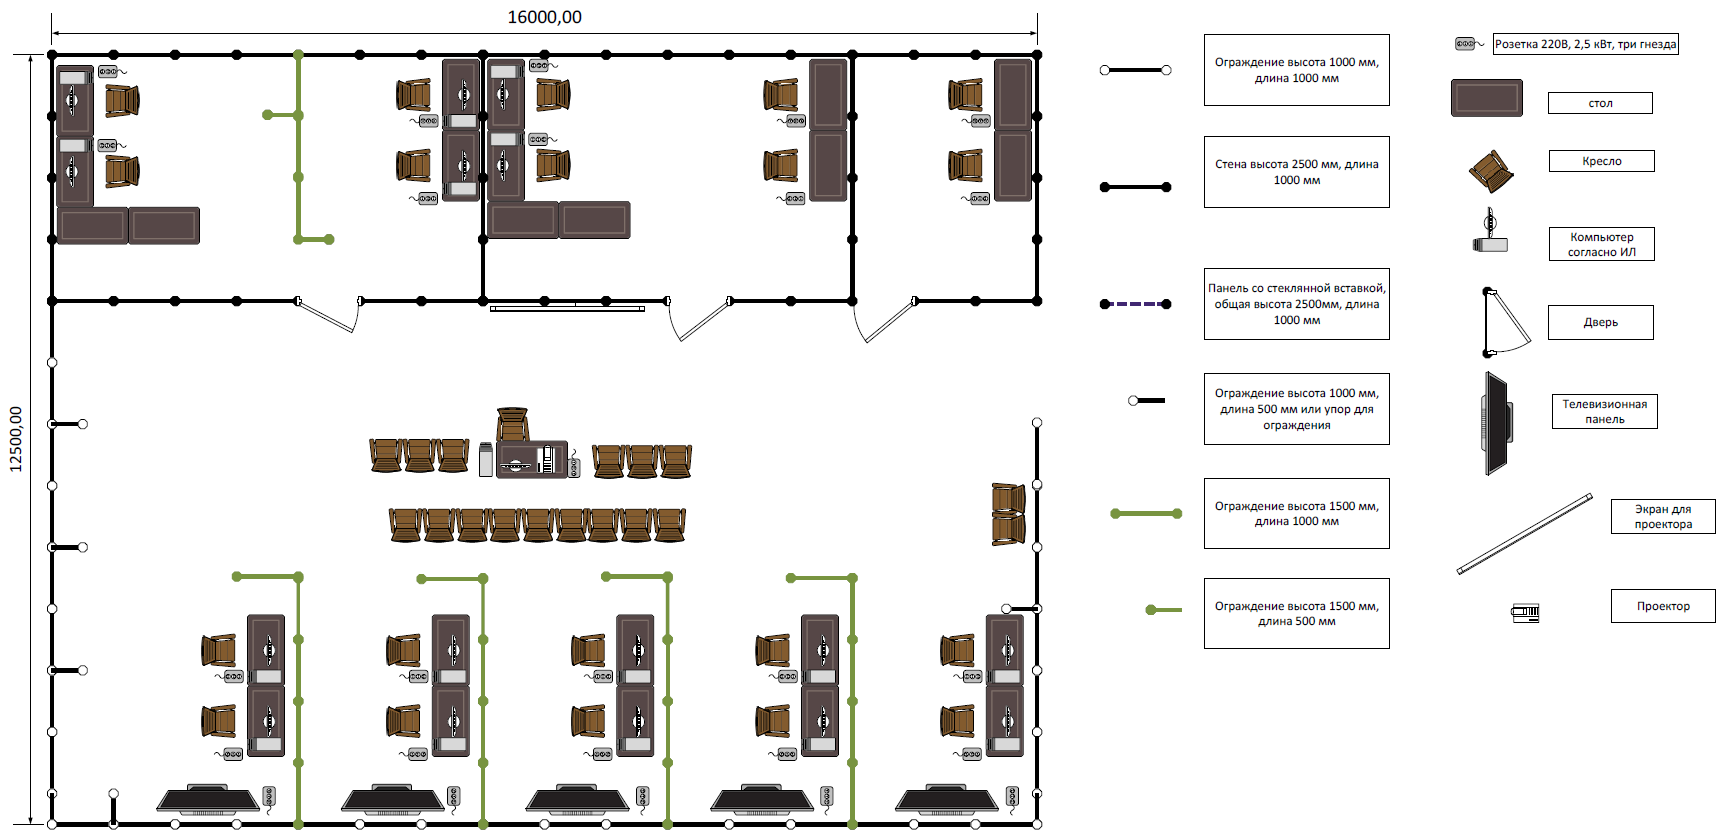 16000,00
12500,00
Ограждение высота 1000 мм,
длина 1000 мм
Стена высота 2500 мм, длина
1000 мм
Панель со стеклянной вставкой,
общая высота 2500мм, длина
1000 мм
Ограждение высота 1000 мм,
длина 500 мм или упор для
ограждения
Ограждение высота 1500 мм,
длина 1000 мм
Ограждение высота 1500 мм,
длина 500 мм
Розетка 220В, 2,5 кВт, три гнезда
стол
Кресло
Компьютер
согласно ИЛ
Дверь
Телевизионная
панель
Экран для
проектора
Проектор